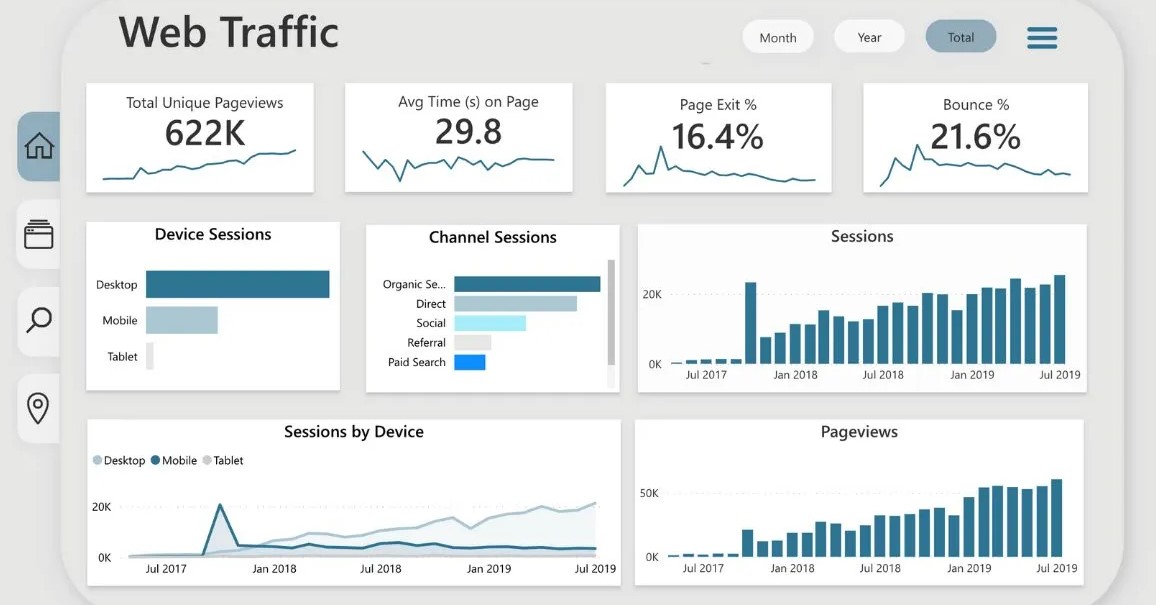 Web Traffic
Month
Year
Total
Total Unique Pageviews
622K
Avg Time (s) on Page
29.8
Page Exit %
16.4%
Bounce %
21.6%
Device Sessions
Desktop
Mobile
Tablet
Channel Sessions
Organic Se...
Direct
Social
Referral
Paid Search
Sessions
20K
0K
Jul 2017 Jan 2018 Jul 2018 Jan 2019 Jul 2019
Sessions by Device
Desktop Mobile Tablet
20K
0K
Jul 2017 Jan 2018 Jul 2018 Jan 2019 Jul 2019
Pageviews
50K
0K
Jul 2017 Jan 2018 Jul 2018 Jan 2019 Jul 2019